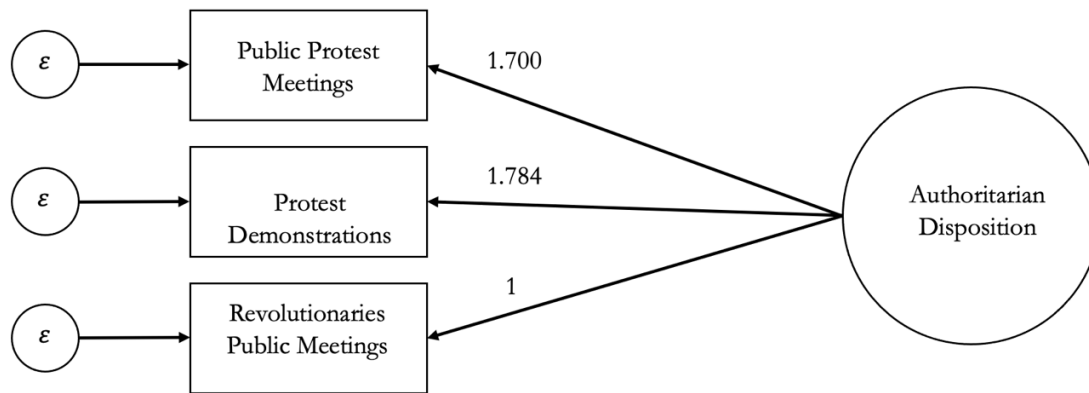 ε
Public Protest
Meetings
1.700
ε
Protest
Demonstrations
1.784
Authoritarian
Disposition
ε
Revolutionaries
Public Meetings
1